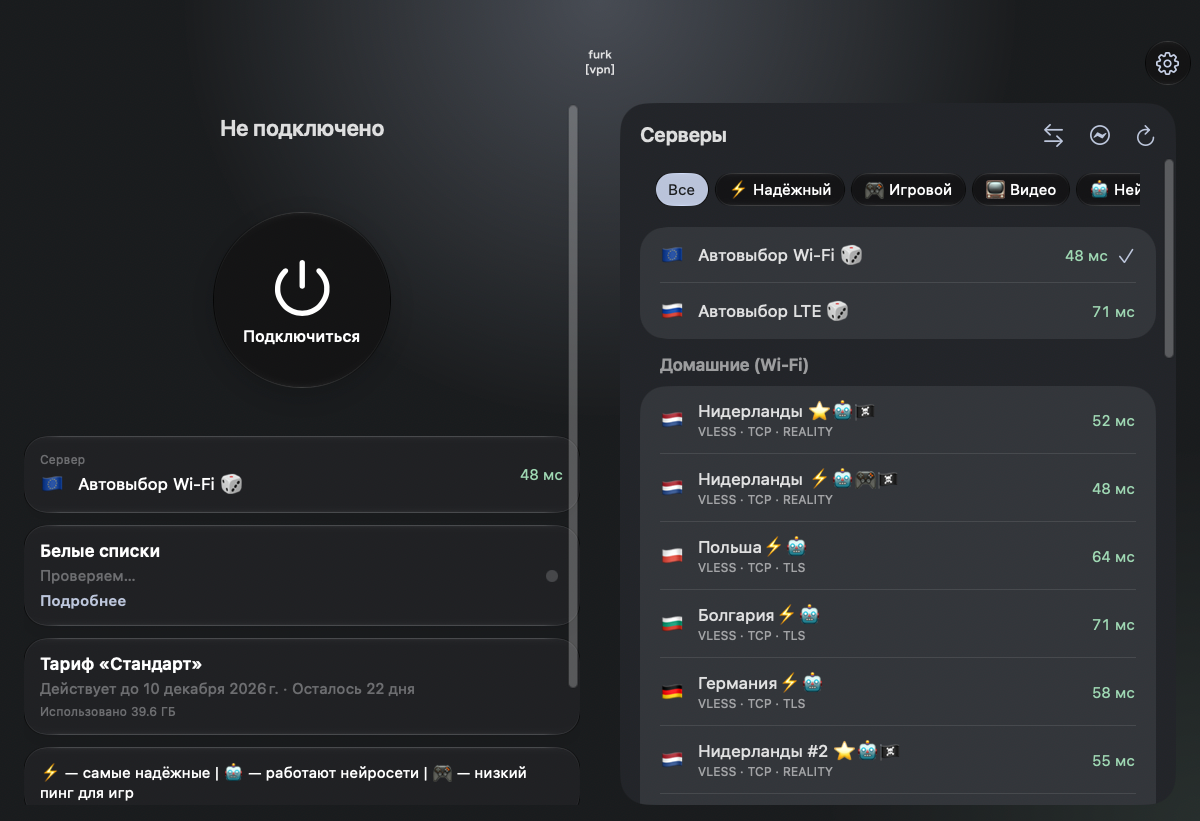 furk
[vpn]
Не подключено
Подключиться
Сервер
Автовыбор Wi-Fi 🎲
48 мс
Белые списки
Проверяем...
Подробнее
Тариф «Стандарт»
Действует до 10 декабря 2026 г. · Осталось 22 дня
Использовано 39.6 ГБ
⚡ — самые надёжные | 🤖 — работают нейросети | 🎮 — низкий
пинг для игр
Серверы
Все
⚡ Надёжный
🎮 Игровой
📺 Видео
🤖 Ней
Автовыбор Wi-Fi 🎲
48 мс
Автовыбор LTE 🎲
71 мс
Домашние (Wi-Fi)
Нидерланды ⭐🤖🏴‍☠️
VLESS · TCP · REALITY
52 мс
Нидерланды ⚡🤖🎮🏴‍☠️
VLESS · TCP · REALITY
48 мс
Польша⚡🤖
VLESS · TCP · TLS
64 мс
Болгария⚡🤖
VLESS · TCP · TLS
71 мс
Германия⚡🤖
VLESS · TCP · TLS
58 мс
Нидерланды #2 ⭐🤖🏴‍☠️
VLESS · TCP · REALITY
55 мс